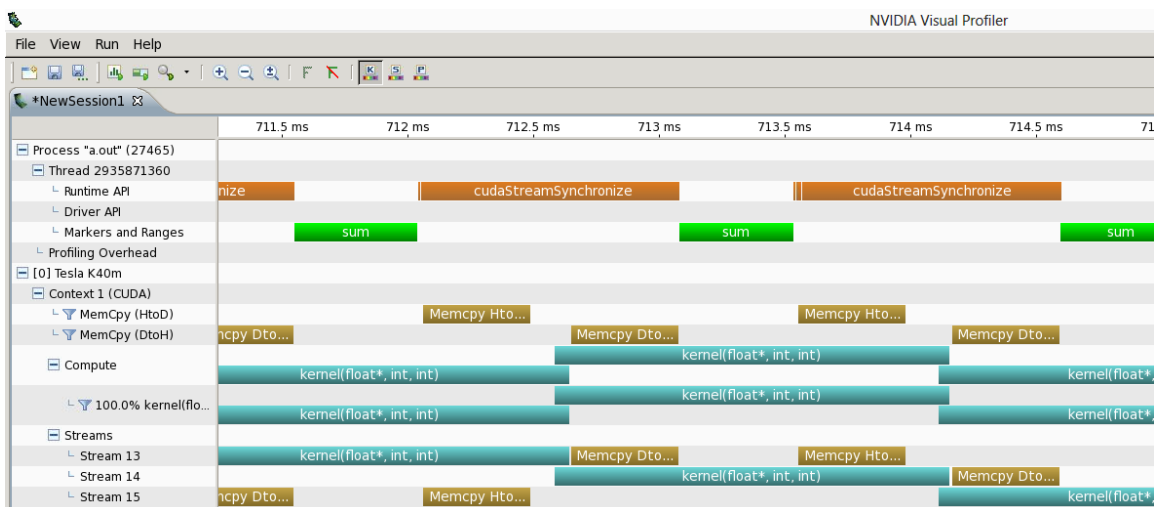 NVIDIA Visual Profiler
File View Run Help
*NewSession1
711.5 ms 712 ms 712.5 ms 713 ms 713.5 ms 714 ms 714.5 ms 71
Process "a.out" (27465)
Thread 2935871360
Runtime API nize cudaStreamSynchronize cudaStreamSynchronize
Driver API
Markers and Ranges sum sum sum
Profiling Overhead
[0] Tesla K40m
Context 1 (CUDA)
MemCpy (HtoD) Memcpy Hto... Memcpy Hto...
MemCpy (DtoH) mcpy Dto... Memcpy Dto... Memcpy Dto...
kernel(float*, int, int)
Compute
kernel(float*, int, int) kernel(float*,
kernel(float*, int, int)
100.0% kernel(flo...
kernel(float*, int, int) kernel(float*,
Streams
Stream 13 kernel(float*, int, int) Memcpy Dto... Memcpy Hto...
Stream 14 kernel(float*, int, int) Memcpy Dto...
Stream 15 mcpy Dto... Memcpy Hto... kernel(float*,